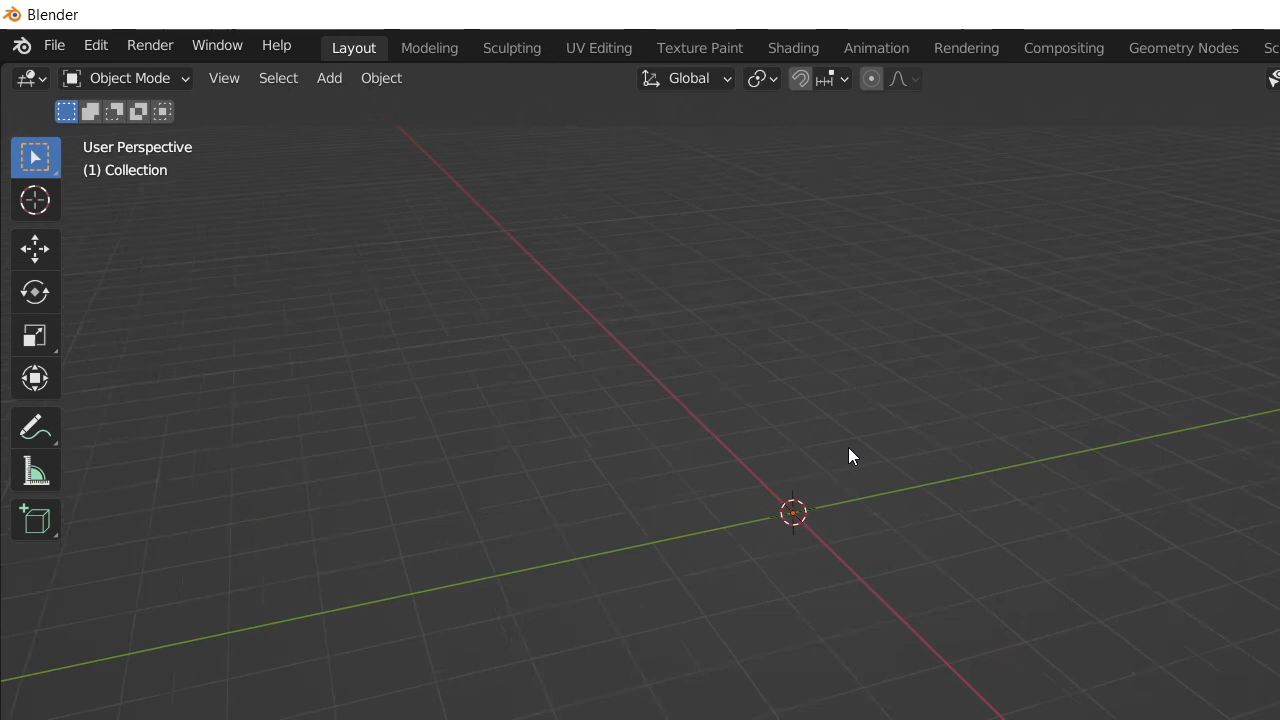 Blender
File Edit Render Window Help Layout Modeling Sculpting UV Editing Texture Paint Shading Animation Rendering Compositing Geometry Nodes Sc
Object Mode View Select Add Object Global
User Perspective
(1) Collection